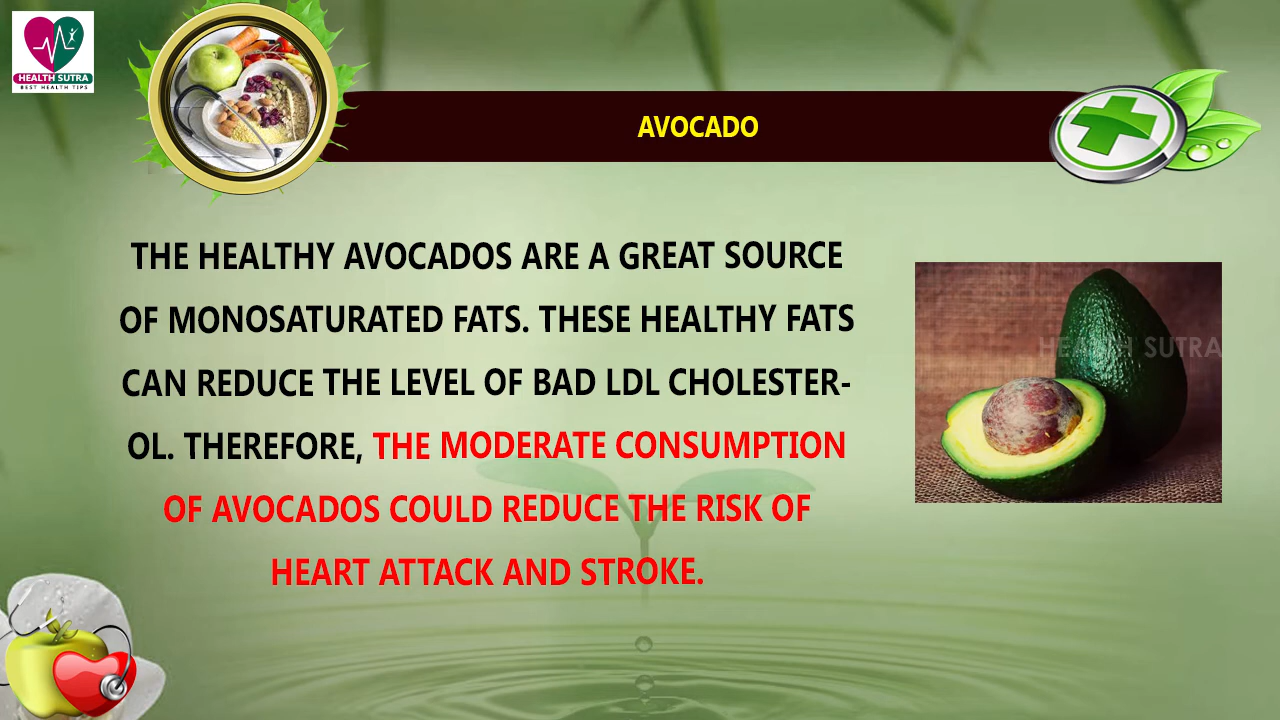 HEALTH SUTRA
BEST HEALTH TIPS
AVOCADO
THE HEALTHY AVOCADOS ARE A GREAT SOURCE
OF MONOSATURATED FATS. THESE HEALTHY FATS
CAN REDUCE THE LEVEL OF BAD LDL CHOLESTER-
OL. THEREFORE, THE MODERATE CONSUMPTION
OF AVOCADOS COULD REDUCE THE RISK OF
HEART ATTACK AND STROKE.
HEALTH SUTRA